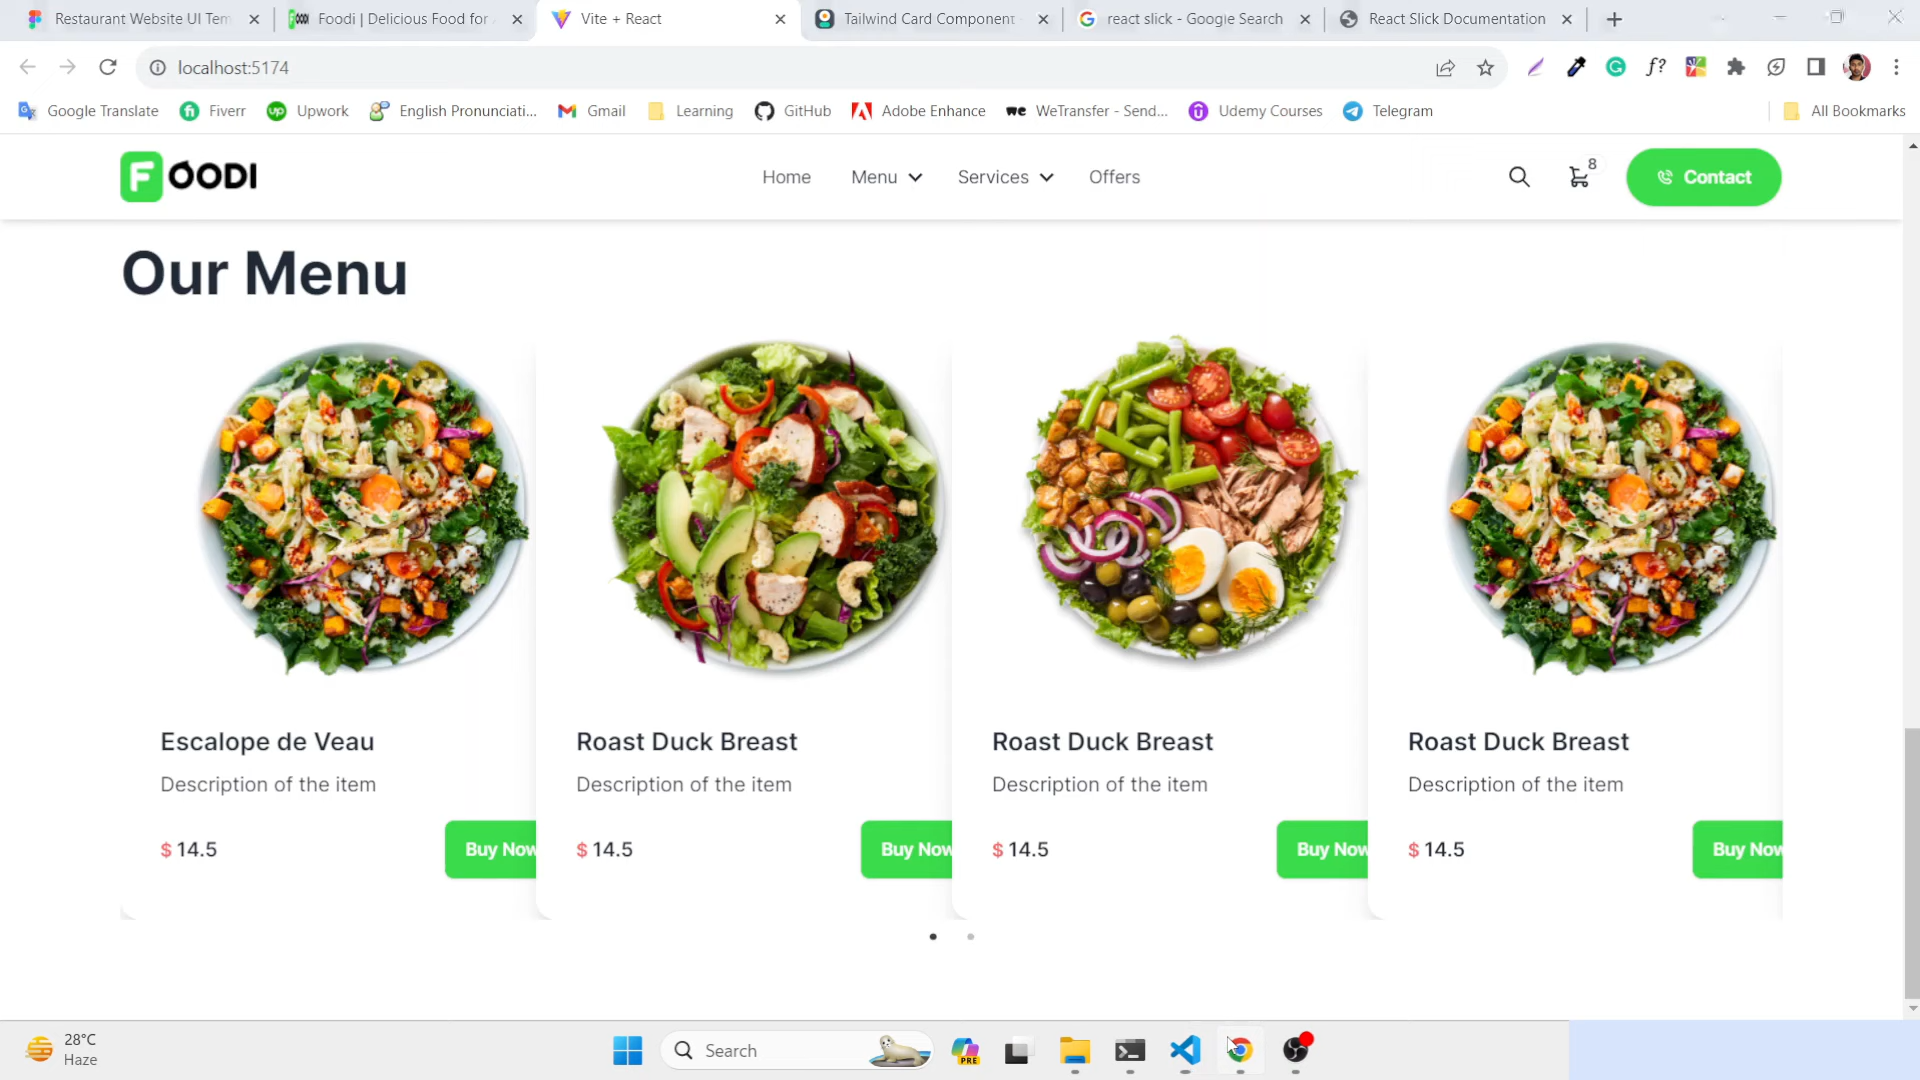 Restaurant Website UI Tem
Foodi | Delicious Food for
Vite + React
Tailwind Card Component
react slick - Google Search
React Slick Documentation
localhost:5174
f?
Google Translate
Fiverr
Upwork
English Pronunciati...
Gmail
Learning
GitHub
Adobe Enhance
WeTransfer - Send...
Udemy Courses
Telegram
All Bookmarks
FOODI
Home
Menu
Services
Offers
8
Contact
Our Menu
Escalope de Veau
Roast Duck Breast
Roast Duck Breast
Roast Duck Breast
Description of the item
Description of the item
Description of the item
Description of the item
$ 14.5
Buy Now
$ 14.5
Buy Now
$ 14.5
Buy Now
$ 14.5
Buy Now
28°C
Haze
Search
PRE